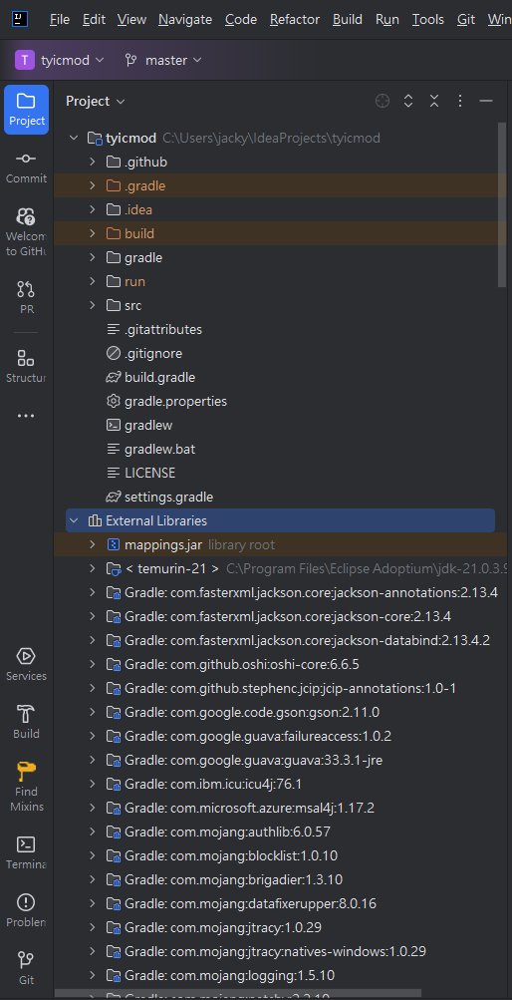 IJ
File Edit View Navigate Code Refactor Build Run Tools Git
T tyicmod master
Project
Project
tyicmod C:\Users\jacky\IdeaProjects\tyicmod
.github
Commit
.gradle
.idea
Welcom
to GitHu
build
gradle
run
PR
src
.gitattributes
.gitignore
Structur
build.gradle
gradle.properties
gradlew
gradlew.bat
LICENSE
settings.gradle
External Libraries
mappings.jar library root
< temurin-21 > C:\Program Files\Eclipse Adoptium\jdk-21.0.3.9
Gradle: com.fasterxml.jackson.core:jackson-annotations:2.13.4
Gradle: com.fasterxml.jackson.core:jackson-core:2.13.4
Gradle: com.fasterxml.jackson.core:jackson-databind:2.13.4.2
Gradle: com.github.oshi:oshi-core:6.6.5
Services
Gradle: com.github.stephenc.jcip:jcip-annotations:1.0-1
Gradle: com.google.code.gson:gson:2.11.0
Build
Gradle: com.google.guava:failureaccess:1.0.2
Gradle: com.google.guava:guava:33.3.1-jre
Gradle: com.ibm.icu:icu4j:76.1
Find
Mixins
Gradle: com.microsoft.azure:msal4j:1.17.2
Gradle: com.mojang:authlib:6.0.57
Gradle: com.mojang:blocklist:1.0.10
Termina
Gradle: com.mojang:brigadier:1.3.10
Gradle: com.mojang:datafixerupper:8.0.16
Problem
Gradle: com.mojang:jtracy:1.0.29
Gradle: com.mojang:jtracy:natives-windows:1.0.29
Gradle: com.mojang:logging:1.5.10
Git